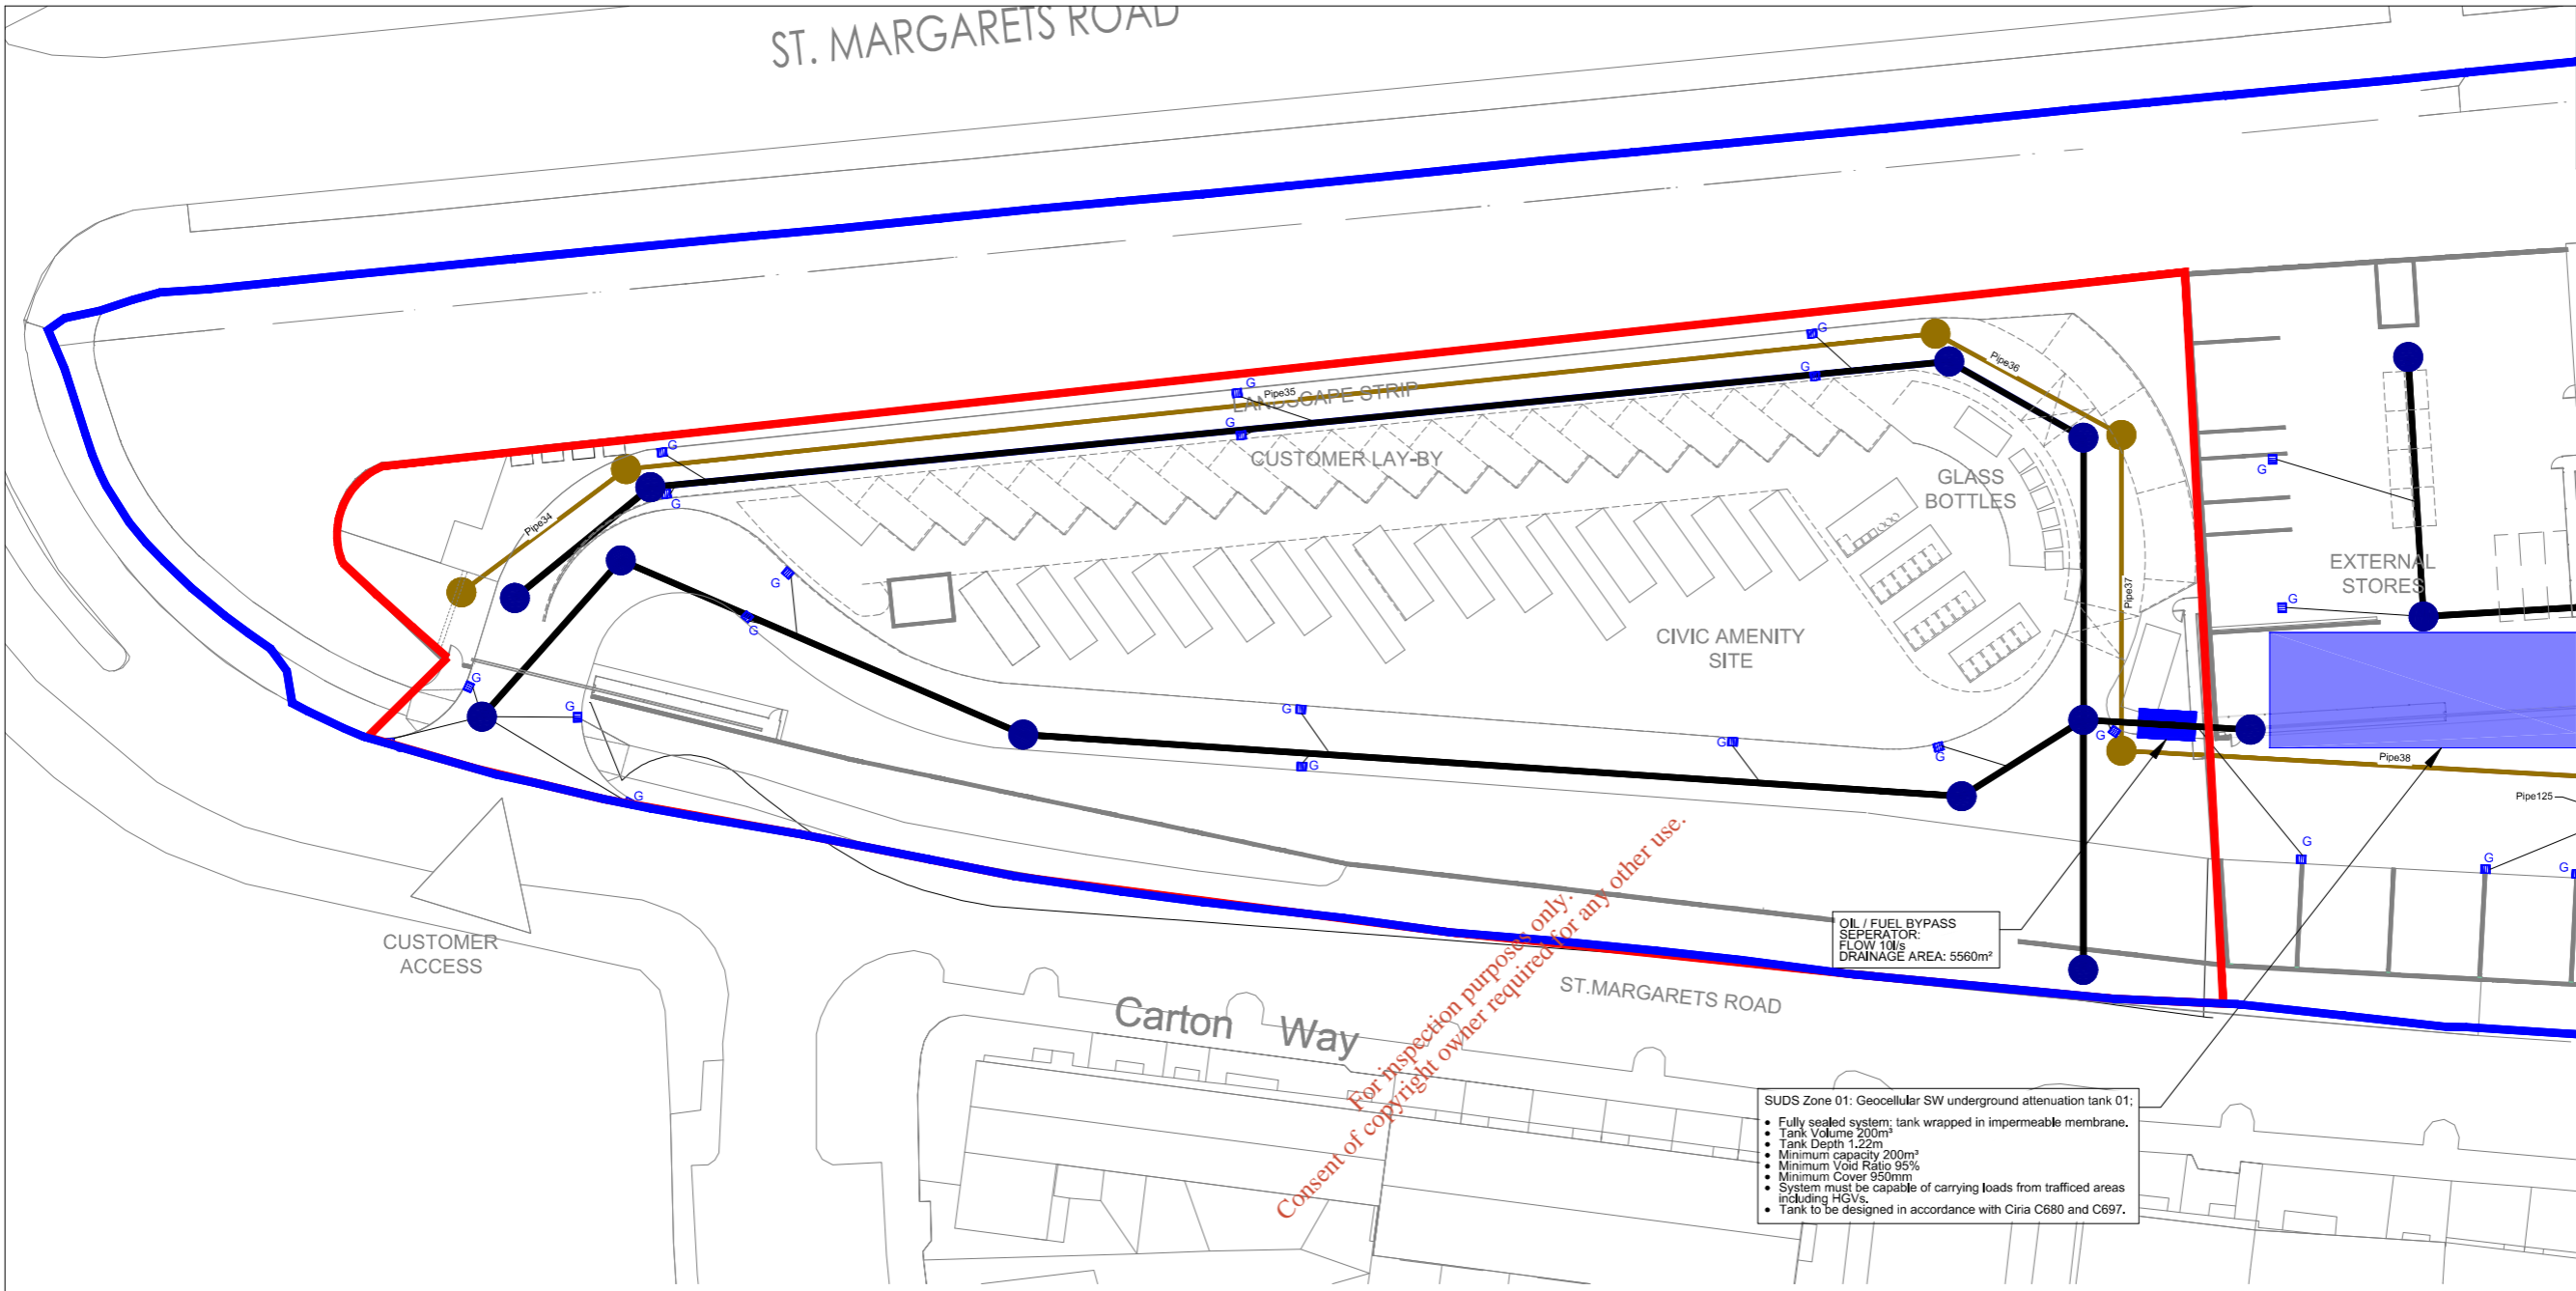 ST. MARGARETS ROAD
G
G
Pipe35
LANDSCAPE STRIP
G
G
Pipe36
G
G
G
CUSTOMER LAY-BY
GLASS
BOTTLES
G
Pipe34
G
G
EXTERNAL
STORES
Pipe37
G
G
CIVIC AMENITY
SITE
G
G
G
G
G
G
G
Pipe38
G
Pipe125
G
G
G
OIL / FUEL BYPASS
SEPERATOR:
FLOW 10l/s
DRAINAGE AREA: 5560m²
CUSTOMER
ACCESS
ST.MARGARETS ROAD
Carton Way
For inspection purposes only.
Consent of copyright owner required for any other use.
SUDS Zone 01: Geocellular SW underground attenuation tank 01;
• Fully sealed system; tank wrapped in impermeable membrane.
• Tank Volume 200m³
• Tank Depth 1.22m
• Minimum capacity 200m³
• Minimum Void Ratio 95%
• Minimum Cover 950mm
• System must be capable of carrying loads from trafficed areas
including HGVs.
• Tank to be designed in accordance with Ciria C680 and C697.